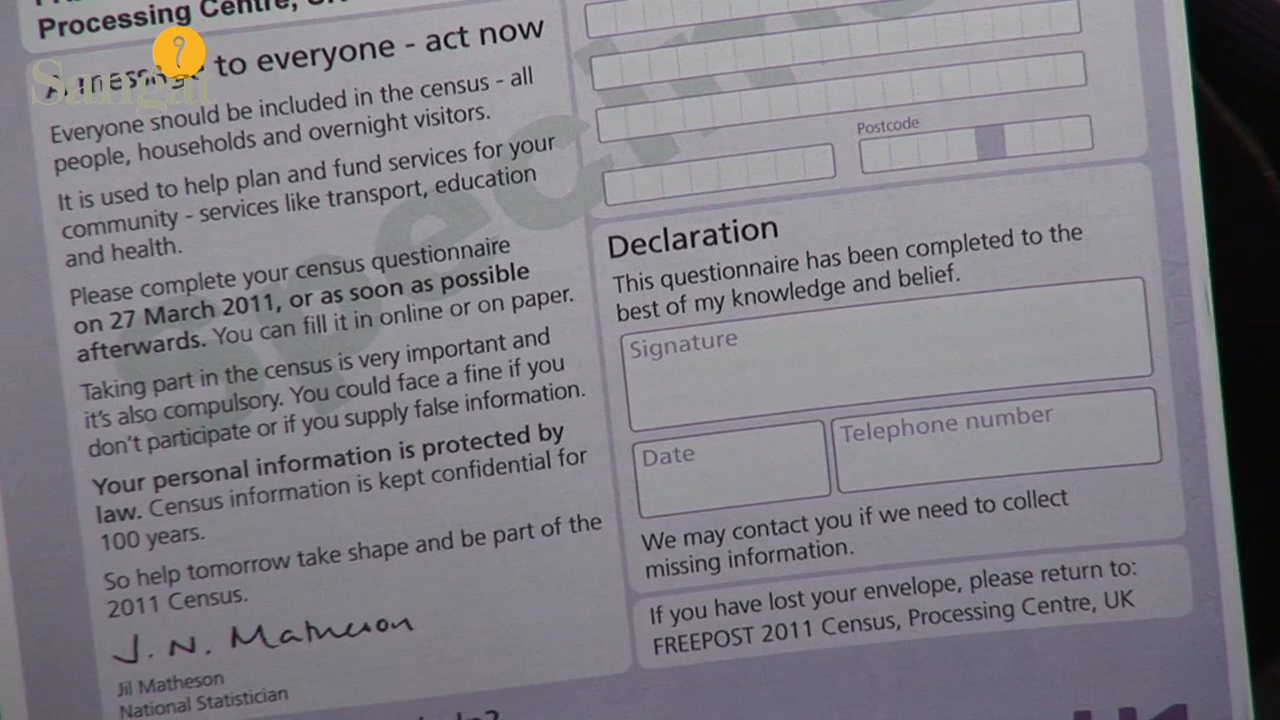 Processing Centre,
A message to everyone - act now
Everyone should be included in the census - all
people, households and overnight visitors.
It is used to help plan and fund services for your
community - services like transport, education
and health.
Please complete your census questionnaire
on 27 March 2011, or as soon as possible
afterwards. You can fill it in online or on paper.
Taking part in the census is very important and
it's also compulsory. You could face a fine if you
don't participate or if you supply false information.
Your personal information is protected by
law. Census information is kept confidential for
100 years.
So help tomorrow take shape and be part of the
2011 Census.
J. N. Matheson
Jil Matheson
National Statistician
Postcode
Declaration
This questionnaire has been completed to the
best of my knowledge and belief.
Signature
Date
Telephone number
We may contact you if we need to collect
missing information.
If you have lost your envelope, please return to:
FREEPOST 2011 Census, Processing Centre, UK
Sangat